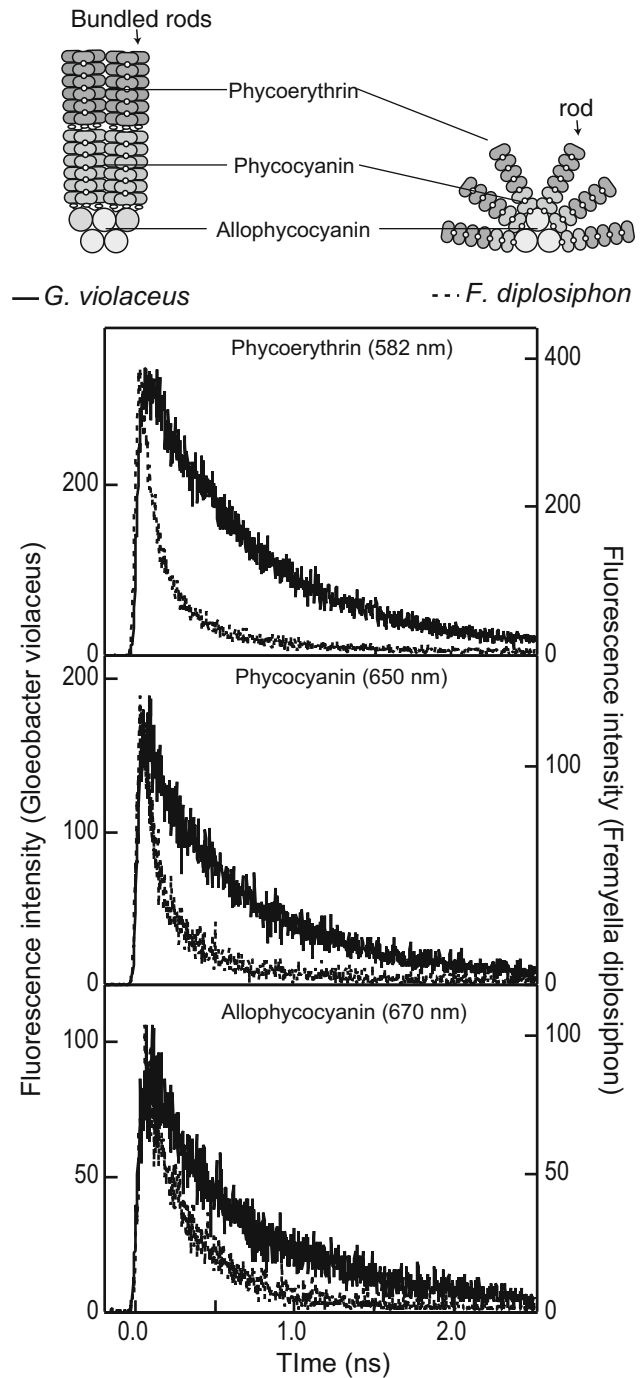 Bundled rods
Phycoerythrin
rod
Phycocyanin
Allophycocyanin
G. violaceus
F. diplosiphon
Phycoerythrin (582 nm)
400
200
200
0
0
Phycocyanin (650 nm)
200
100
100
0
0
Allophycocyanin (670 nm)
100
100
50
50
0
0
0.0 1.0 2.0
TIme (ns)
Fluorescence intensity (Gloeobacter violaceus)
Fluorescence intensity (Fremyella diplosiphon)